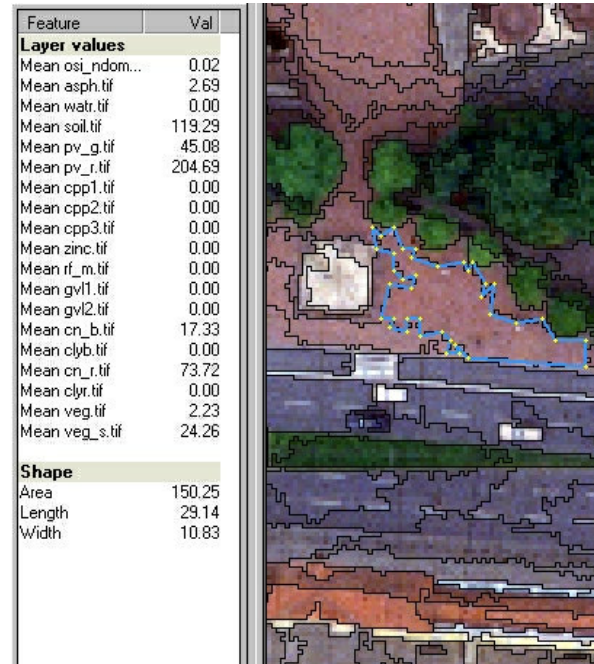 Feature Val
Layer values
Mean osi_ndom... 0.02
Mean asph.tif 2.69
Mean watr.tif 0.00
Mean soil.tif 119.29
Mean pv_g.tif 45.08
Mean pv_r.tif 204.69
Mean cpp1.tif 0.00
Mean cpp2.tif 0.00
Mean cpp3.tif 0.00
Mean zinc.tif 0.00
Mean rf_m.tif 0.00
Mean gvl1.tif 0.00
Mean gvl2.tif 0.00
Mean cn_b.tif 17.33
Mean clyb.tif 0.00
Mean cn_r.tif 73.72
Mean clyr.tif 0.00
Mean veg.tif 2.23
Mean veg_s.tif 24.26
Shape
Area 150.25
Length 29.14
Width 10.83